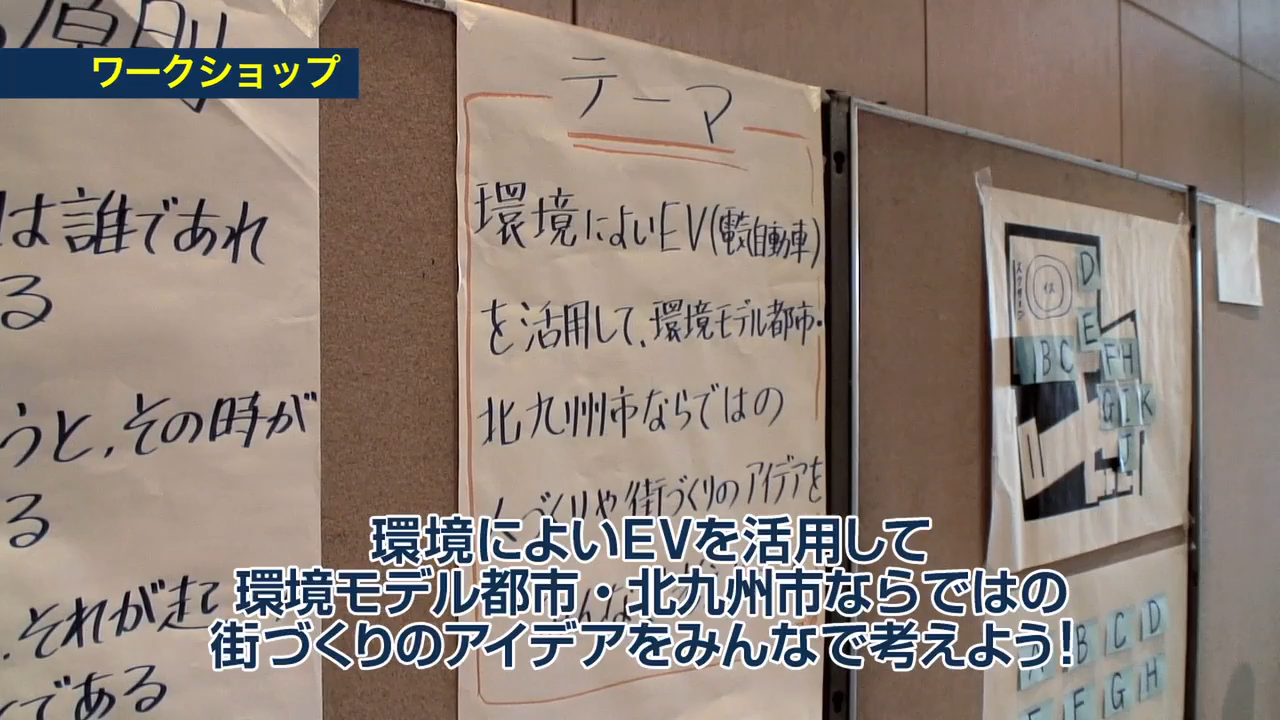 ワークショップ
原則
は誰であれ
る
うと、その時が
る
、それが起
である
テーマ
環境によいEV(電気自動車)
を活用して、環境モデル都市・
北九州市ならではの
づくりや街づくりのアイデアを
D
イス
E
B C
F H
G I K
J
B C D
F G H
環境によいEVを活用して
環境モデル都市・北九州市ならではの
街づくりのアイデアをみんなで考えよう!